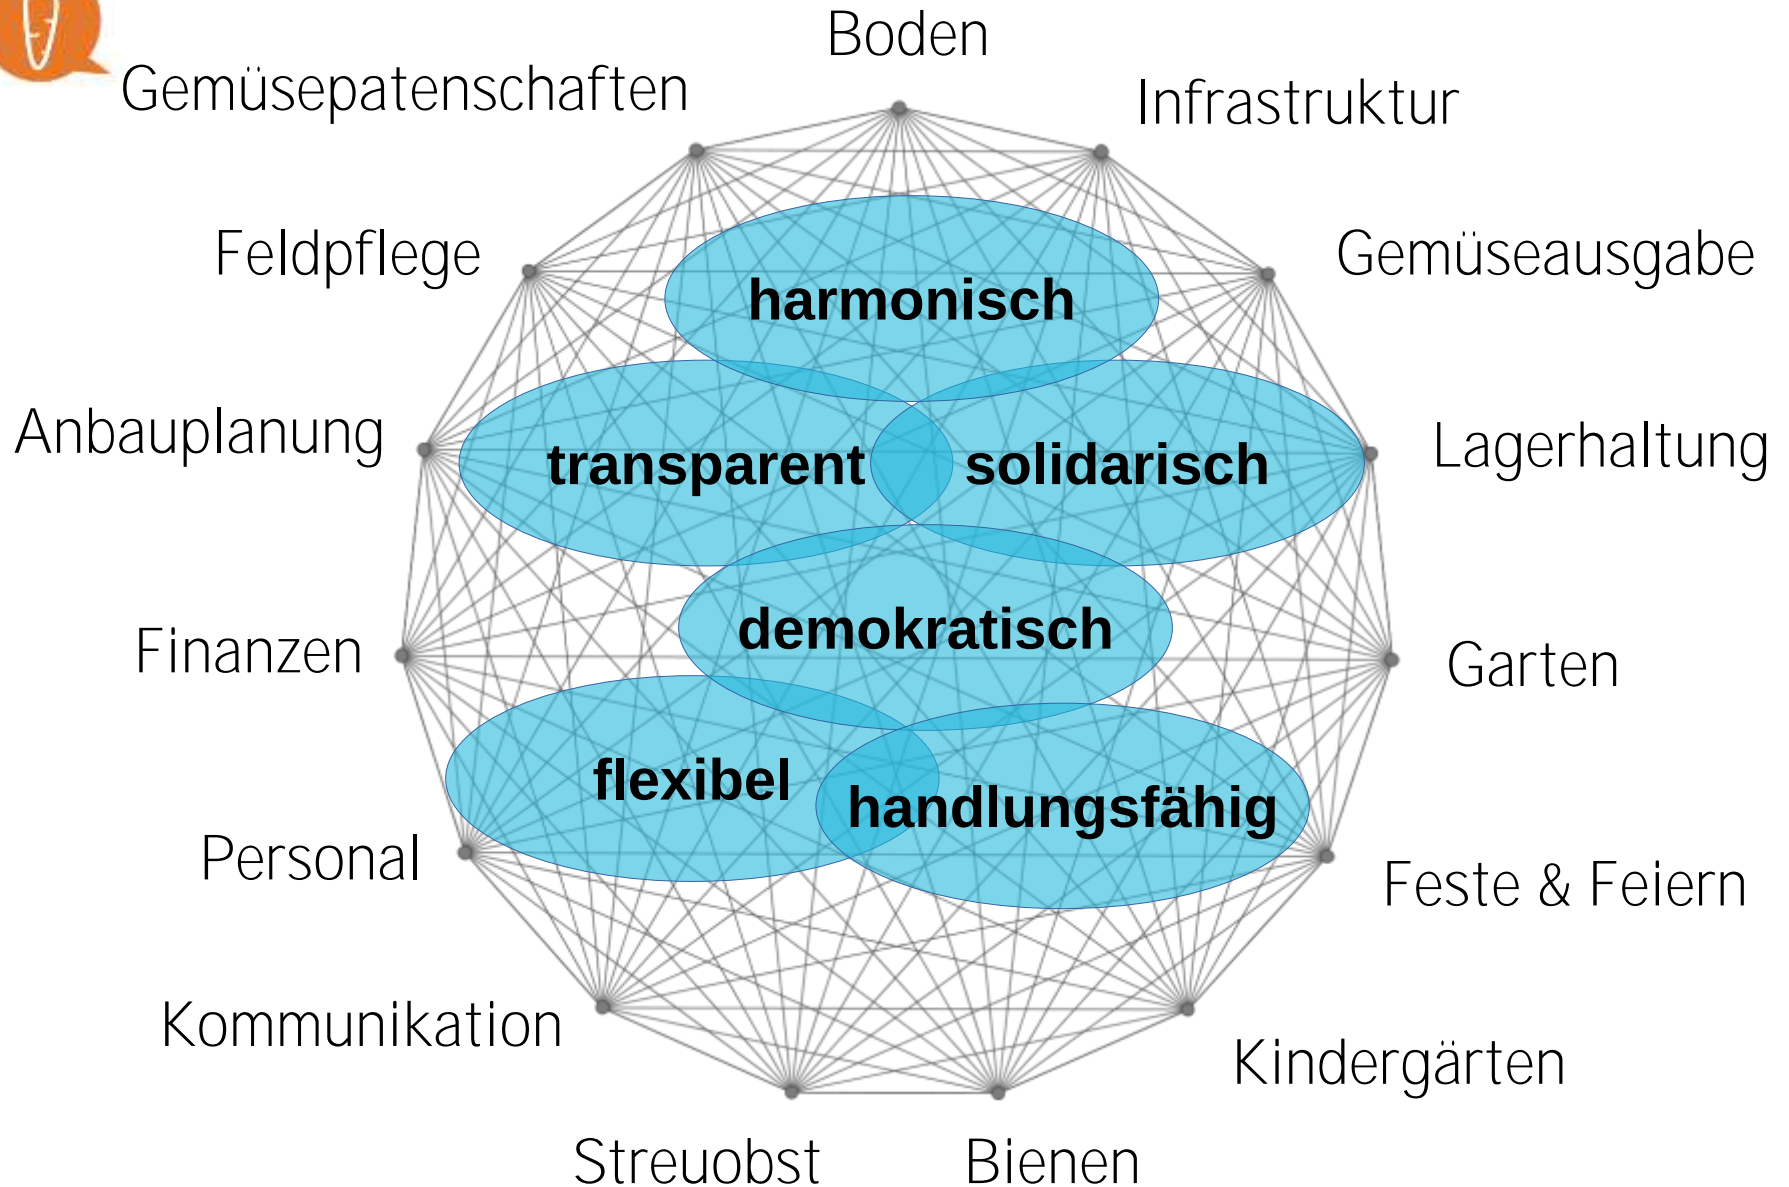 Boden
Gemüsepatenschaften
Infrastruktur
Feldpflege
Gemüseausgabe
harmonisch
Anbauplanung
Lagerhaltung
transparent
solidarisch
demokratisch
Finanzen
Garten
flexibel
handlungsfähig
Personal
Feste & Feiern
Kommunikation
Kindergärten
Streuobst
Bienen